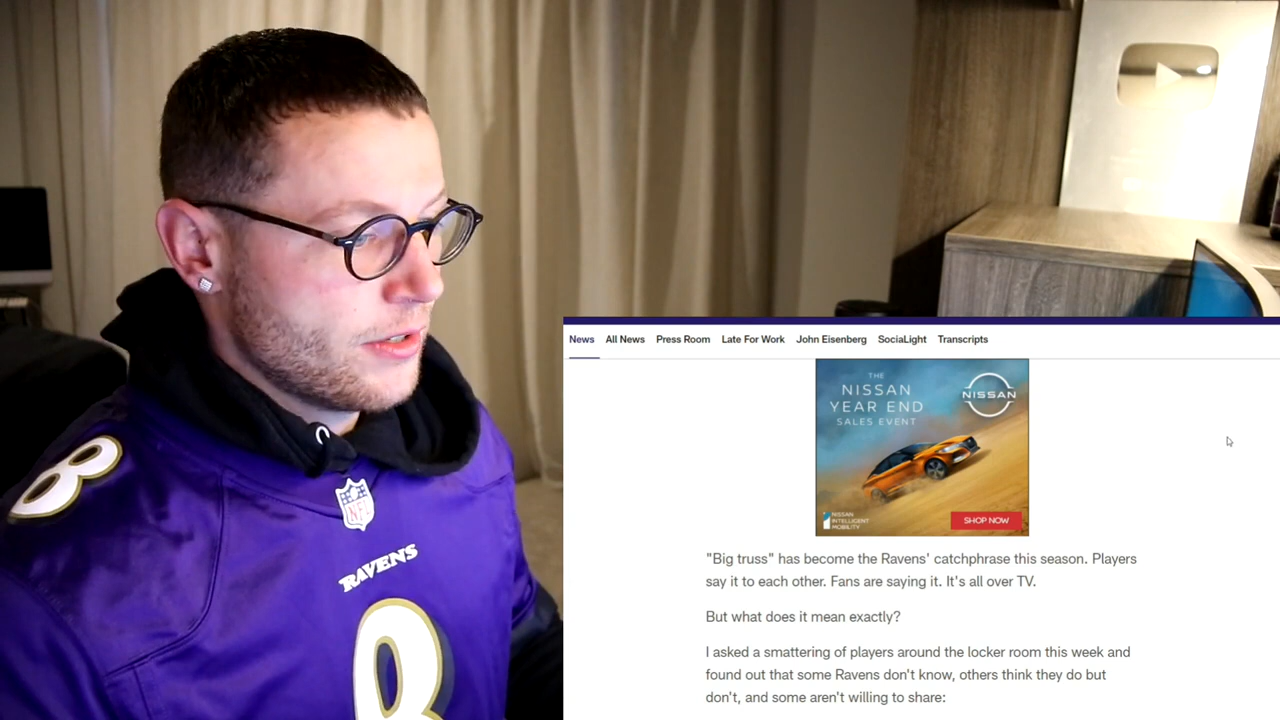 8
NFL
RAVENS
8
News All News Press Room Late For Work John Eisenberg SociaLight Transcripts
THE
NISSAN
YEAR END
SALES EVENT
NISSAN
NISSAN
INTELLIGENT
MOBILITY
SHOP NOW
"Big truss" has become the Ravens' catchphrase this season. Players
say it to each other. Fans are saying it. It's all over TV.
But what does it mean exactly?
I asked a smattering of players around the locker room this week and
found out that some Ravens don't know, others think they do but
don't, and some aren't willing to share: